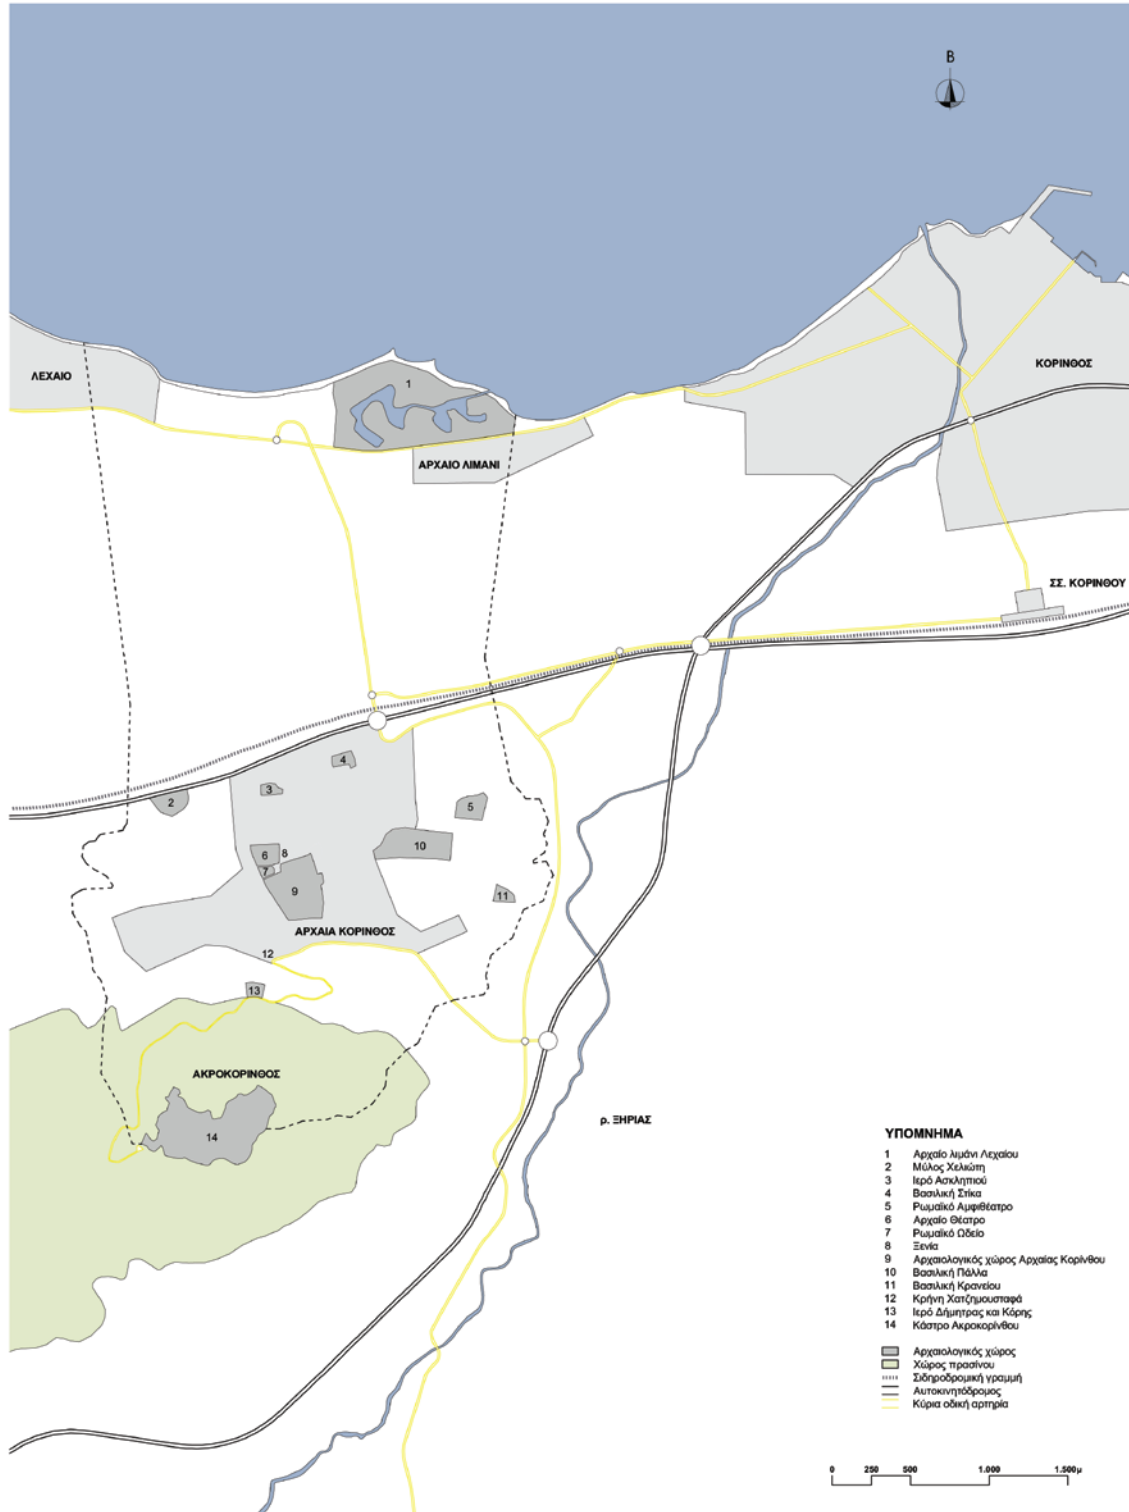 Β
ΛΕΧΑΙΟ
1
ΚΟΡΙΝΘΟΣ
ΑΡΧΑΙΟ ΛΙΜΑΝΙ
ΣΣ. ΚΟΡΙΝΘΟΥ
4
3
2
5
10
6
8
7
9
11
ΑΡΧΑΙΑ ΚΟΡΙΝΘΟΣ
12
13
ΑΚΡΟΚΟΡΙΝΘΟΣ
14
ρ. ΞΗΡΙΑΣ
ΥΠΟΜΝΗΜΑ
1 Αρχαίο λιμάνι Λεχαίου
2 Μύλος Χελιώτη
3 Ιερό Ασκληπιού
4 Βασιλική Στίκα
5 Ρωμαϊκό Αμφιθέατρο
6 Αρχαίο Θέατρο
7 Ρωμαϊκό Ωδείο
8 Ξενία
9 Αρχαιολογικός χώρος Αρχαίας Κορίνθου
10 Βασιλική Πάλλα
11 Βασιλική Κρανείου
12 Κρήνη Χατζημουσταφά
13 Ιερό Δήμητρας και Κόρης
14 Κάστρο Ακροκορίνθου
Αρχαιολογικός χώρος
Χώρος πρασίνου
Σιδηροδρομική γραμμή
Αυτοκινητόδρομος
Κύρια οδική αρτηρία
0 250 500 1.000 1.500μ